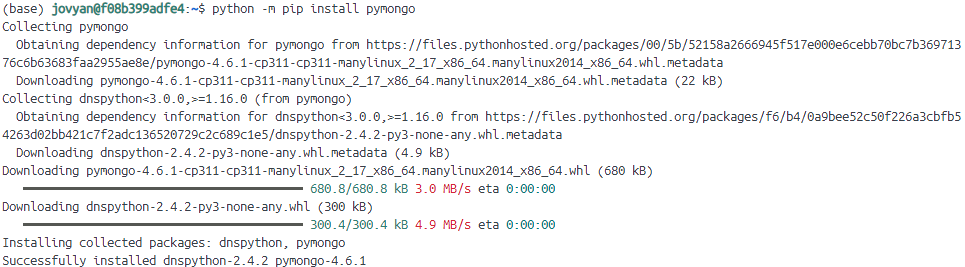 (base) jovyan@f08b399adfe4:~$ python -m pip install pymongo
Collecting pymongo
  Obtaining dependency information for pymongo from https://files.pythonhosted.org/packages/00/5b/52158a2666945f517e000e6cebb70bc7b369713
76c6b63683faa2955ae8e/pymongo-4.6.1-cp311-cp311-manylinux_2_17_x86_64.manylinux2014_x86_64.whl.metadata
  Downloading pymongo-4.6.1-cp311-cp311-manylinux_2_17_x86_64.manylinux2014_x86_64.whl.metadata (22 kB)
Collecting dnspython<3.0.0,>=1.16.0 (from pymongo)
  Obtaining dependency information for dnspython<3.0.0,>=1.16.0 from https://files.pythonhosted.org/packages/f6/b4/0a9bee52c50f226a3cbfb5
4263d02bb421c7f2adc136520729c2c689c1e5/dnspython-2.4.2-py3-none-any.whl.metadata
  Downloading dnspython-2.4.2-py3-none-any.whl.metadata (4.9 kB)
Downloading pymongo-4.6.1-cp311-cp311-manylinux_2_17_x86_64.manylinux2014_x86_64.whl (680 kB)
680.8/680.8 kB 3.0 MB/s eta 0:00:00
Downloading dnspython-2.4.2-py3-none-any.whl (300 kB)
300.4/300.4 kB 4.9 MB/s eta 0:00:00
Installing collected packages: dnspython, pymongo
Successfully installed dnspython-2.4.2 pymongo-4.6.1